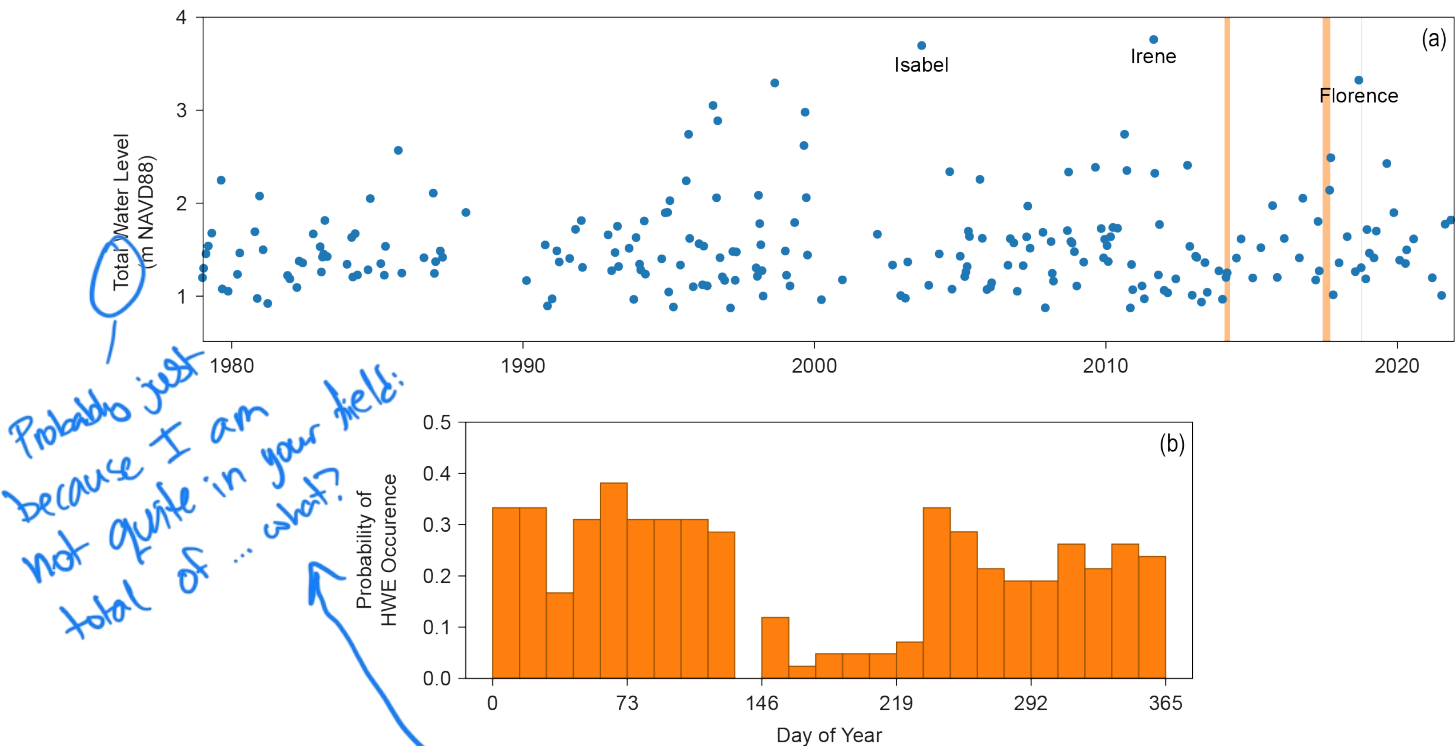 4
(a)
Isabel
Irene
Florence
3
2
1
Total Water Level
(m NAVD88)
1980
1990
2000
2010
2020
Probably just
because I am
not quite in your field:
total of ... what?
0.5
(b)
0.4
0.3
0.2
0.1
0.0
Probability of
HWE Occurence
0
73
146
219
292
365
Day of Year